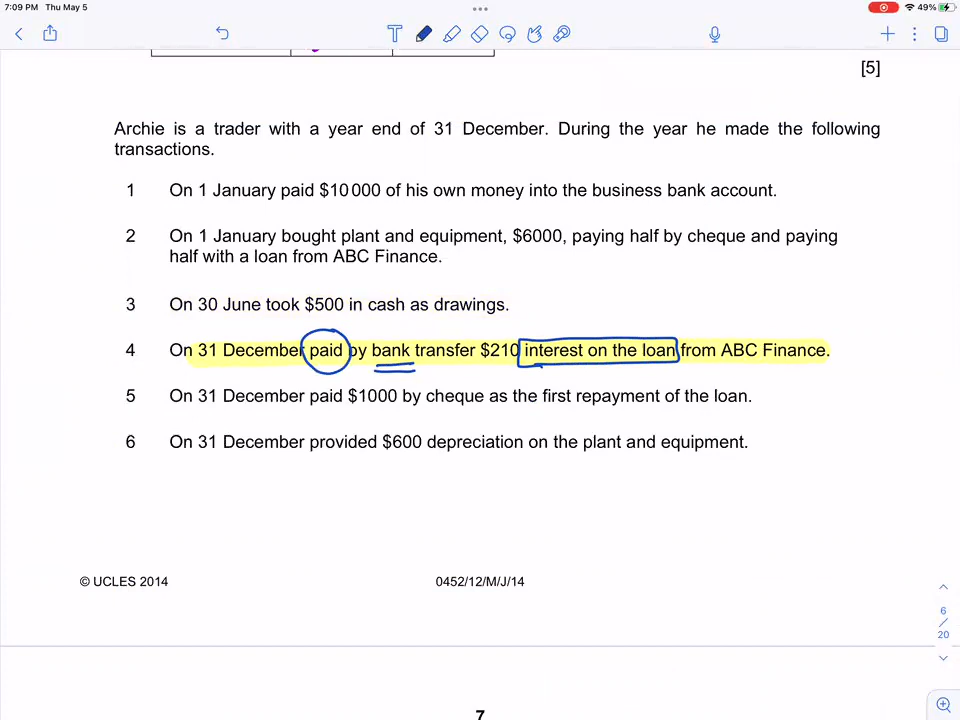 7:09 PM Thu May 5
49%
[5]
Archie is a trader with a year end of 31 December. During the year he made the following
transactions.
1 On 1 January paid $10 000 of his own money into the business bank account.
2 On 1 January bought plant and equipment, $6000, paying half by cheque and paying
half with a loan from ABC Finance.
3 On 30 June took $500 in cash as drawings.
4 On 31 December paid by bank transfer $210 interest on the loan from ABC Finance.
5 On 31 December paid $1000 by cheque as the first repayment of the loan.
6 On 31 December provided $600 depreciation on the plant and equipment.
© UCLES 2014 0452/12/M/J/14
6
/
20
7